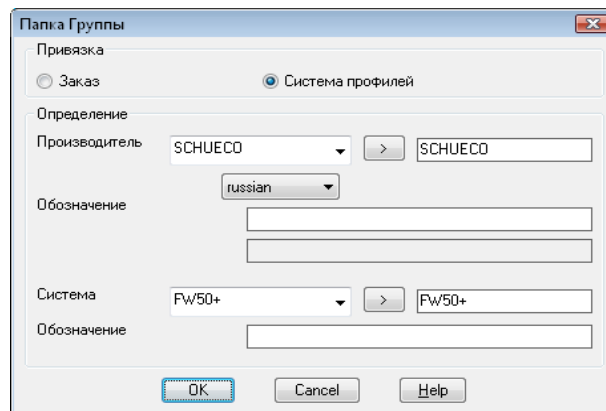 Папка Группы
Привязка
Заказ Система профилей
Определение
Производитель SCHUECO > SCHUECO
russian
Обозначение
Система FW50+ > FW50+
Обозначение
OK Cancel Help